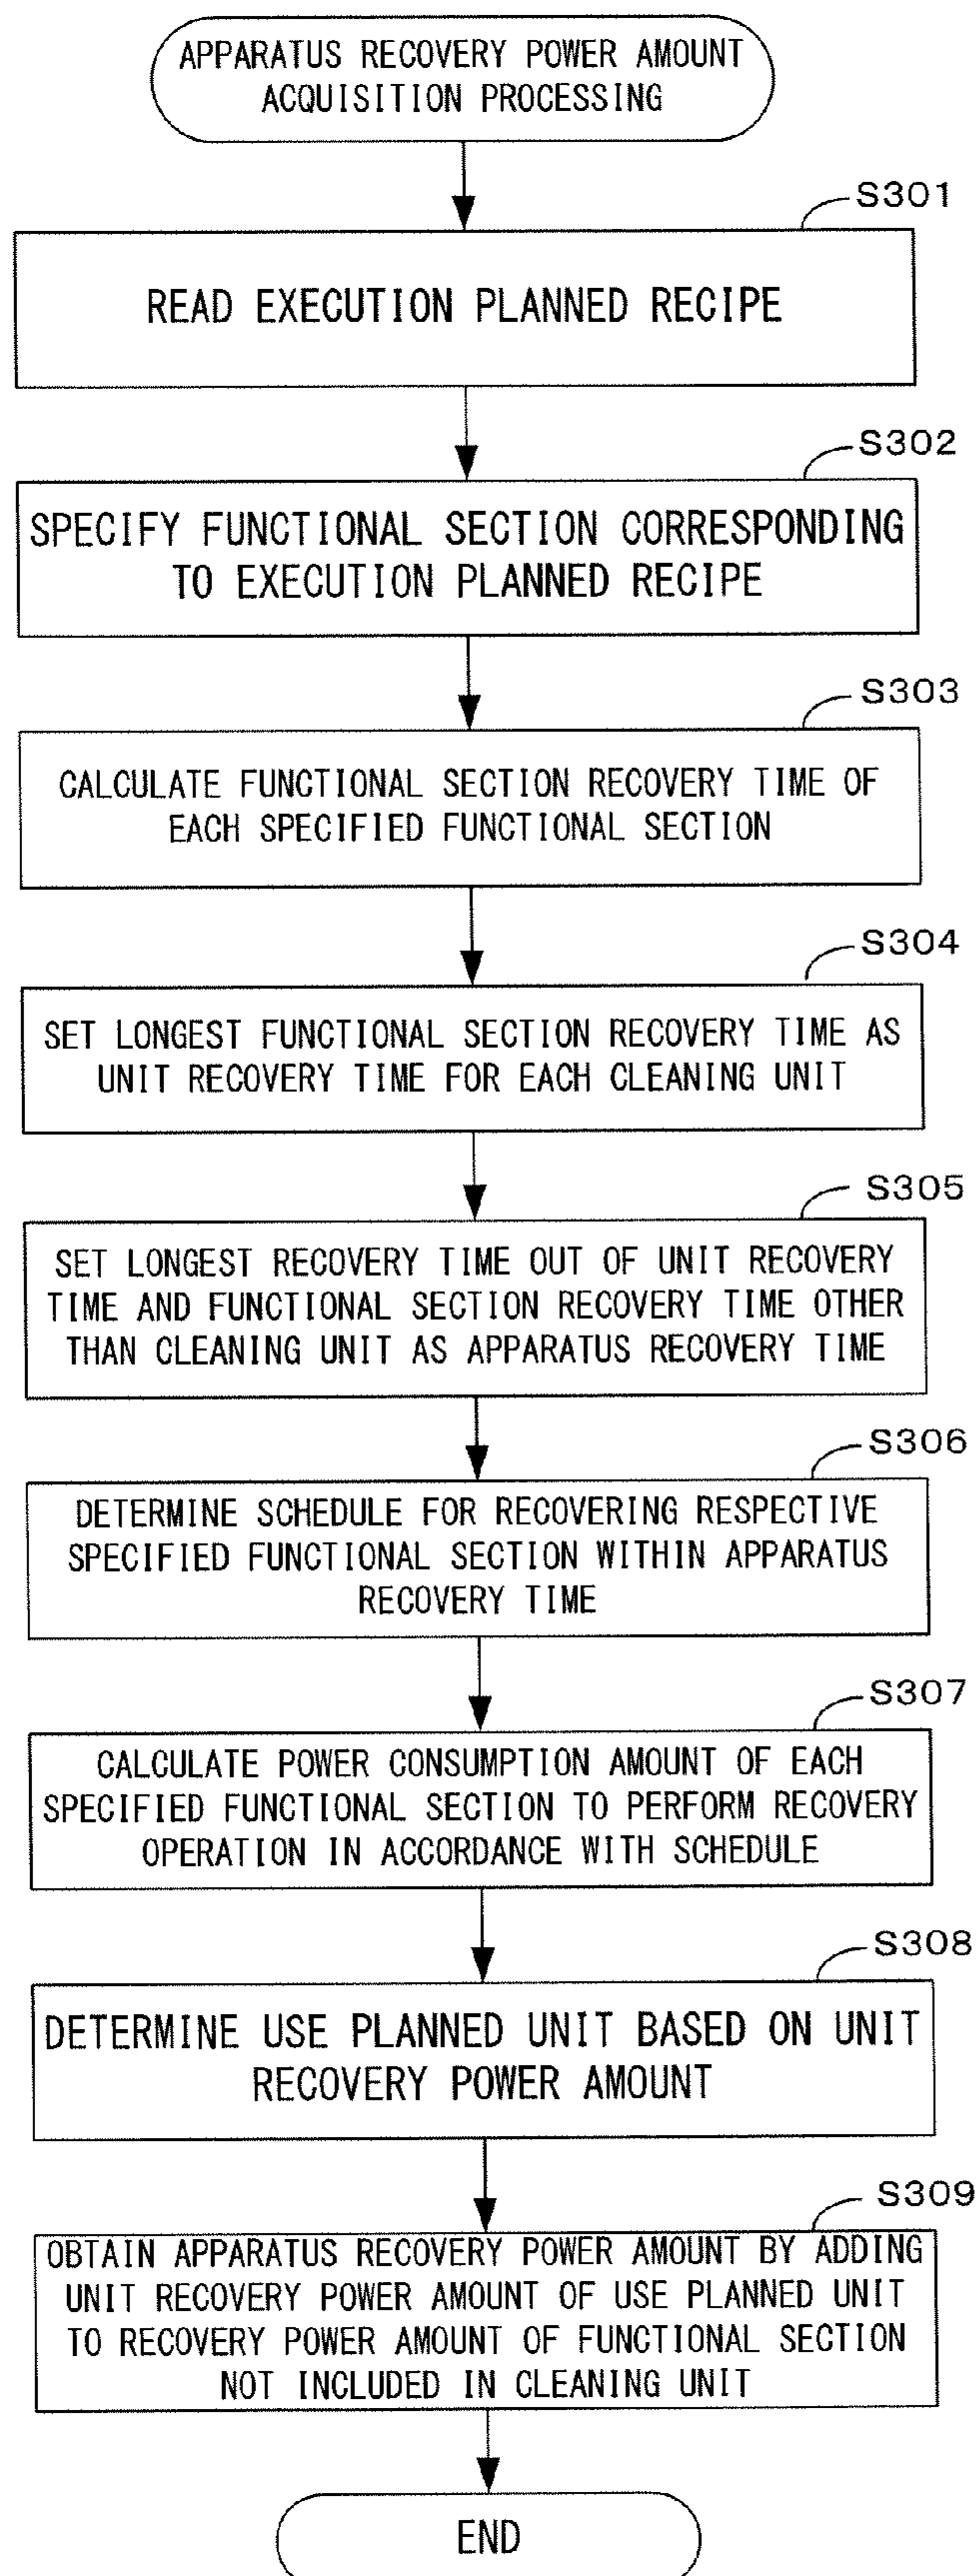 APPARATUS RECOVERY POWER AMOUNT
ACQUISITION PROCESSING
S301
READ EXECUTION PLANNED RECIPE
S302
SPECIFY FUNCTIONAL SECTION CORRESPONDING
TO EXECUTION PLANNED RECIPE
S303
CALCULATE FUNCTIONAL SECTION RECOVERY TIME OF
EACH SPECIFIED FUNCTIONAL SECTION
S304
SET LONGEST FUNCTIONAL SECTION RECOVERY TIME AS
UNIT RECOVERY TIME FOR EACH CLEANING UNIT
S305
SET LONGEST RECOVERY TIME OUT OF UNIT RECOVERY
TIME AND FUNCTIONAL SECTION RECOVERY TIME OTHER
THAN CLEANING UNIT AS APPARATUS RECOVERY TIME
S306
DETERMINE SCHEDULE FOR RECOVERING RESPECTIVE
SPECIFIED FUNCTIONAL SECTION WITHIN APPARATUS
RECOVERY TIME
S307
CALCULATE POWER CONSUMPTION AMOUNT OF EACH
SPECIFIED FUNCTIONAL SECTION TO PERFORM RECOVERY
OPERATION IN ACCORDANCE WITH SCHEDULE
S308
DETERMINE USE PLANNED UNIT BASED ON UNIT
RECOVERY POWER AMOUNT
S309
OBTAIN APPARATUS RECOVERY POWER AMOUNT BY ADDING
UNIT RECOVERY POWER AMOUNT OF USE PLANNED UNIT
TO RECOVERY POWER AMOUNT OF FUNCTIONAL SECTION
NOT INCLUDED IN CLEANING UNIT
END